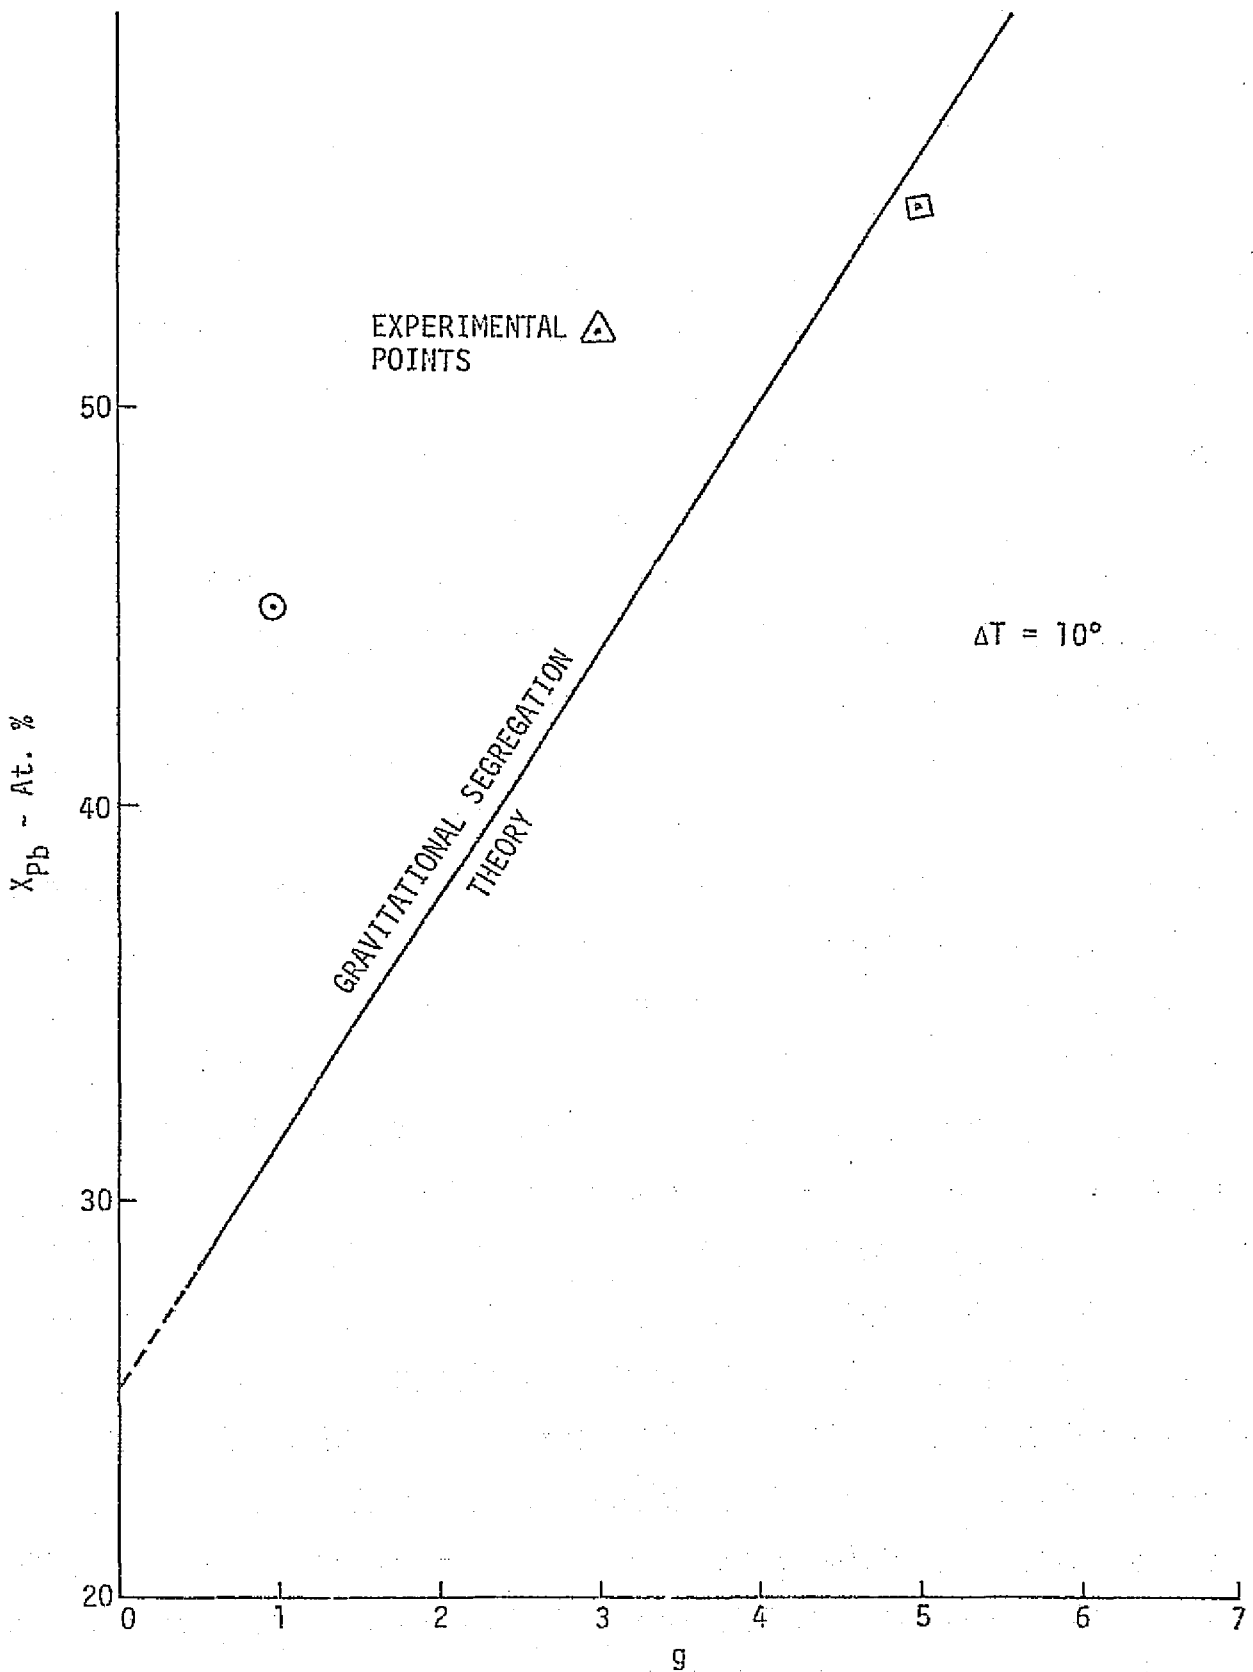 EXPERIMENTAL
POINTS
50
ΔT = 10°
GRAVITATIONAL SEGREGATION
THEORY
X_Pb ~ At. %
40
30
20
0 1 2 3 4 5 6 7
g